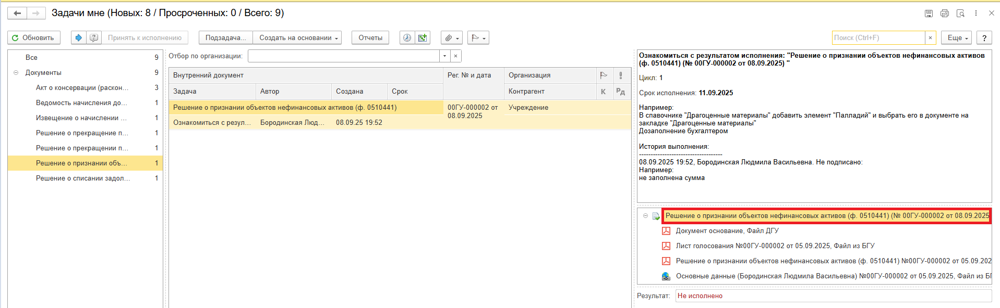 Задачи мне (Новых: 8 / Просроченных: 0 / Всего: 9)
Обновить
Принять к исполнению
Подзадача...
Создать на основании
Отчеты
Поиск (Ctrl+F)
×
Еще
?
Все 9
Документы 9
Акт о консервации (раскон... 3
Ведомость начисления до... 1
Извещение о начислении ... 1
Решение о прекращение п... 1
Решение о прекращении п... 1
Решение о признании объ... 1
Решение о списании задол... 1
Отбор по организации:
Внутренний документ
Рег. № и дата
Организация
Задача
Автор
Создана
Срок
Контрагент
К
Рд
Решение о признании объектов нефинансовых активов (ф. 0510441)
00ГУ-000002 от
08.09.2025
Учреждение
Ознакомиться с резул...
Бородинская Люд...
08.09.25 19:52
Ознакомиться с результатом исполнения: "Решение о признании объектов нефинансовых активов
(ф. 0510441) (№ 00ГУ-000002 от 08.09.2025) "
Цикл: 1
Срок исполнения: 11.09.2025
Например:
В спавочнике "Драгоценные материалы" добавить элемент "Палладий" и выбрать его в документе на
закладке "Драгоценные материалы"
Дозаполнение бухгалтером
История выполнения:
------------------------------------
08.09.2025 19:52, Бородинская Людмила Васильевна. Не подписано:
Например:
не заполнена сумма
Решение о признании объектов нефинансовых активов (ф. 0510441) (№ 00ГУ-000002 от 08.09.2025
Документ основание, Файл ДГУ
Лист голосования №00ГУ-000002 от 05.09.2025, Файл из БГУ
Решение о признании объектов нефинансовых активов (ф. 0510441) №00ГУ-000002 от 05.09.202
Основные данные (Бородинская Людмила Васильевна) №00ГУ-000002 от 05.09.2025, Файл из БГ
Результат: Не исполнено